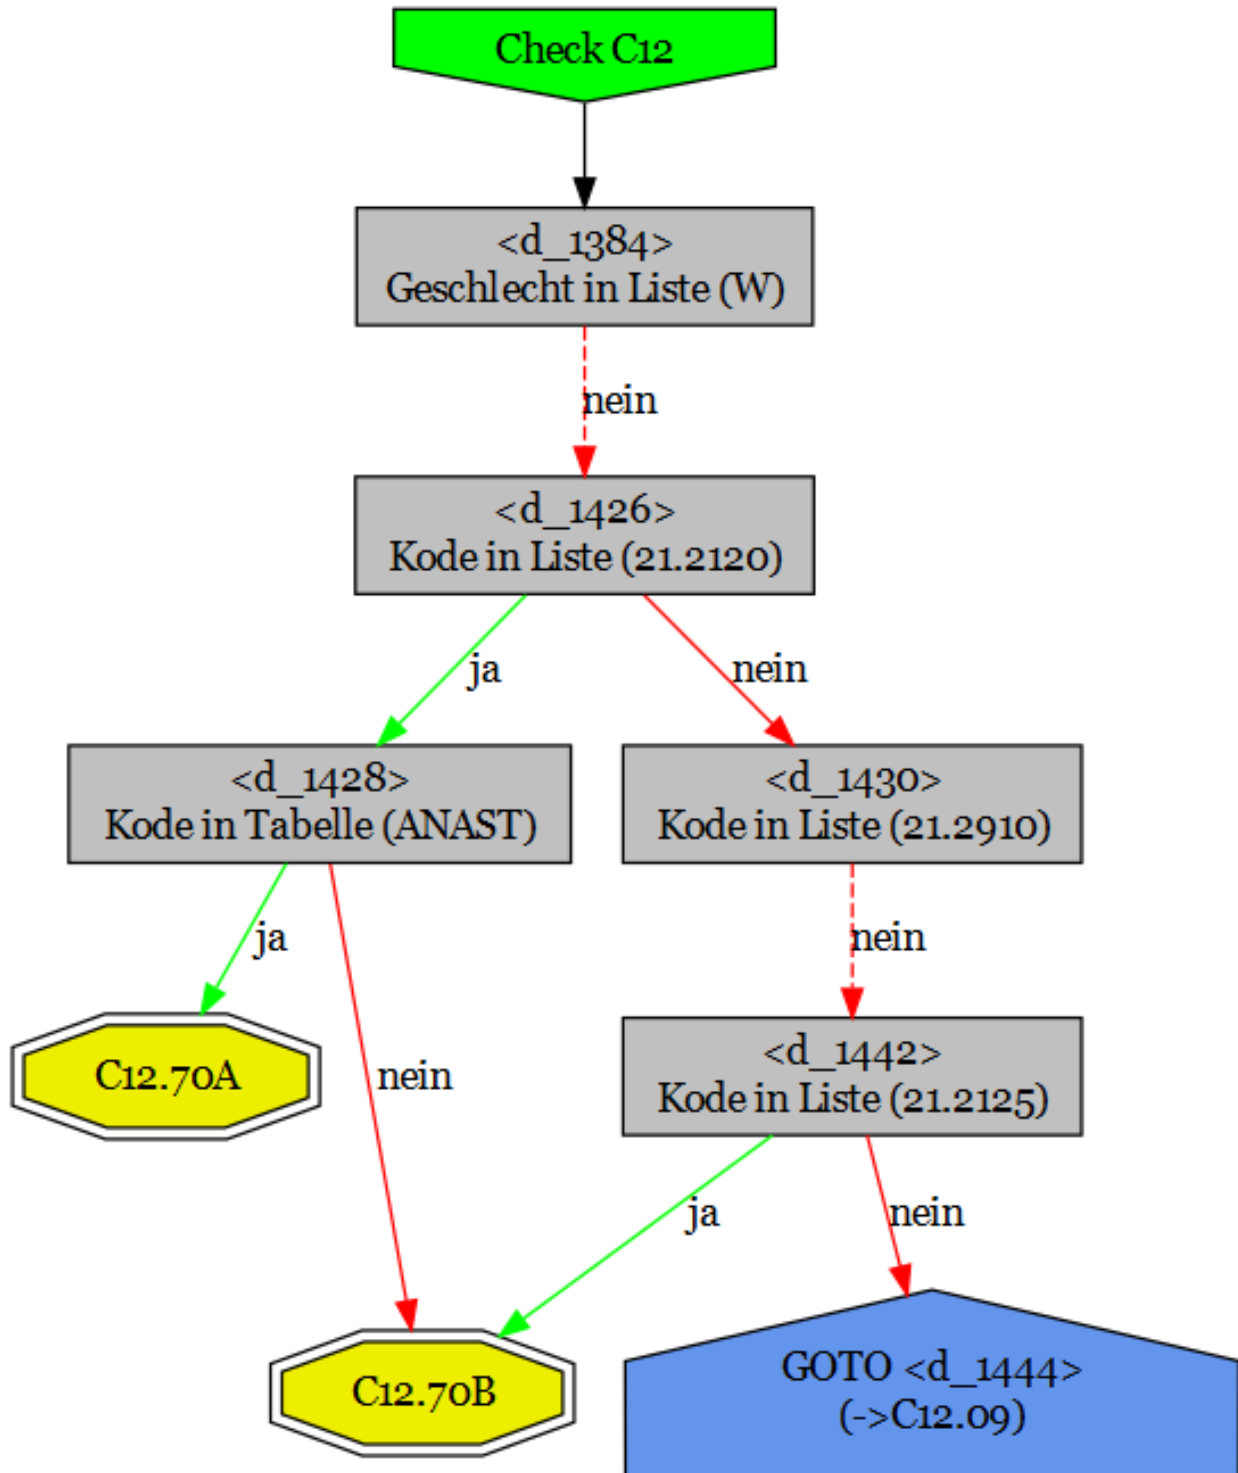 Check C12
<d_1384>
Geschlecht in Liste (W)
nein
<d_1426>
Kode in Liste (21.2120)
ja
nein
<d_1428>
Kode in Tabelle (ANAST)
<d_1430>
Kode in Liste (21.2910)
ja
nein
C12.70A
nein
<d_1442>
Kode in Liste (21.2125)
ja
nein
C12.70B
GOTO <d_1444>
(->C12.09)